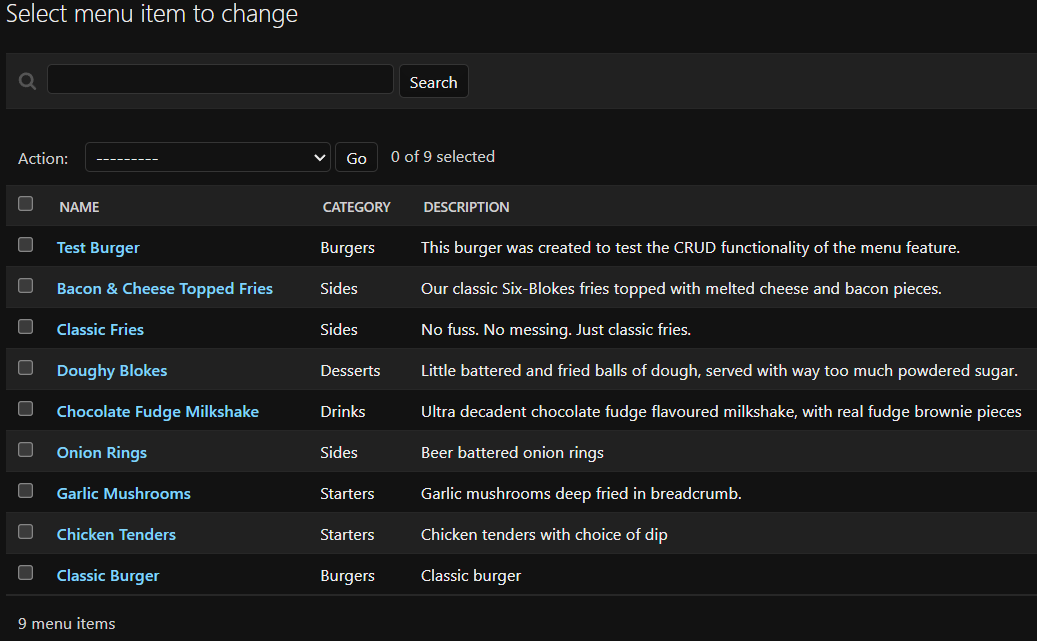 Select menu item to change
Search
Action: --------- Go 0 of 9 selected
NAME CATEGORY DESCRIPTION
Test Burger Burgers This burger was created to test the CRUD functionality of the menu feature.
Bacon & Cheese Topped Fries Sides Our classic Six-Blokes fries topped with melted cheese and bacon pieces.
Classic Fries Sides No fuss. No messing. Just classic fries.
Doughy Blokes Desserts Little battered and fried balls of dough, served with way too much powdered sugar.
Chocolate Fudge Milkshake Drinks Ultra decadent chocolate fudge flavoured milkshake, with real fudge brownie pieces
Onion Rings Sides Beer battered onion rings
Garlic Mushrooms Starters Garlic mushrooms deep fried in breadcrumb.
Chicken Tenders Starters Chicken tenders with choice of dip
Classic Burger Burgers Classic burger
9 menu items